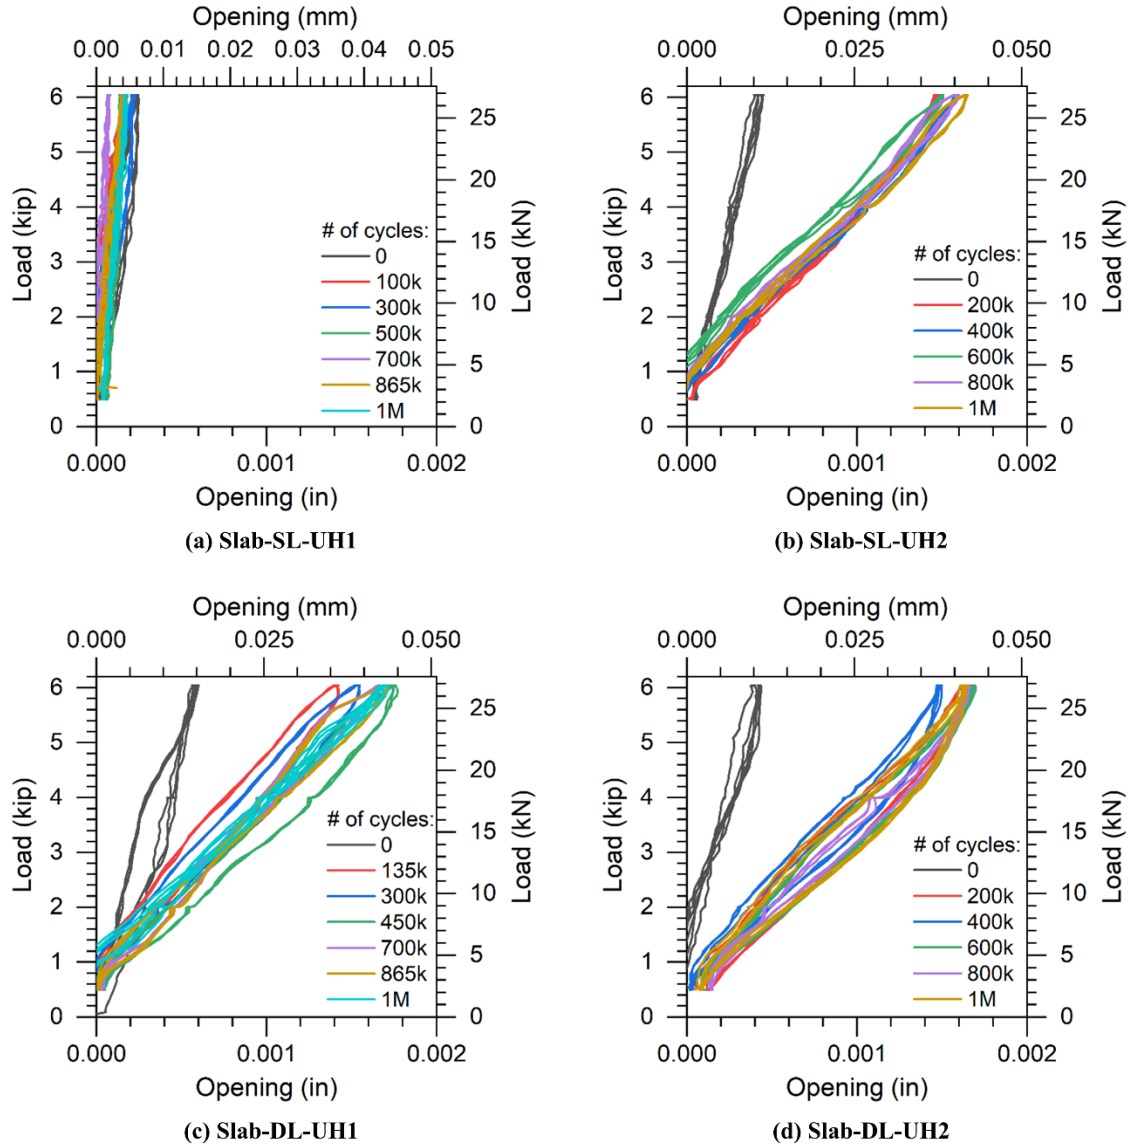 Opening (mm)
0.00 0.01 0.02 0.03 0.04 0.05
6
5
4
3
2
1
0
Load (kip)
25
20
15
10
5
0
Load (kN)
# of cycles:
0
100k
300k
500k
700k
865k
1M
0.000 0.001 0.002
Opening (in)
(a) Slab-SL-UH1
Opening (mm)
0.000 0.025 0.050
6
5
4
3
2
1
0
Load (kip)
25
20
15
10
5
0
Load (kN)
# of cycles:
0
200k
400k
600k
800k
1M
0.000 0.001 0.002
Opening (in)
(b) Slab-SL-UH2
Opening (mm)
0.000 0.025 0.050
6
5
4
3
2
1
0
Load (kip)
25
20
15
10
5
0
Load (kN)
# of cycles:
0
135k
300k
450k
700k
865k
1M
0.000 0.001 0.002
Opening (in)
(c) Slab-DL-UH1
Opening (mm)
0.000 0.025 0.050
6
5
4
3
2
1
0
Load (kip)
25
20
15
10
5
0
Load (kN)
# of cycles:
0
200k
400k
600k
800k
1M
0.000 0.001 0.002
Opening (in)
(d) Slab-DL-UH2